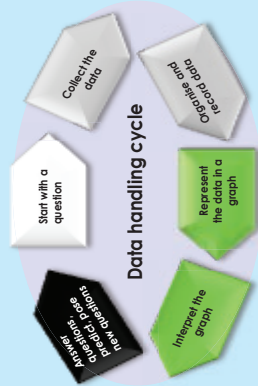 Data handling cycle
Start with a
question
Collect the
data
Organise and
record data
Represent
the data in a
graph
Interpret the
graph
Answer
questions,
predict, Pose
new questions